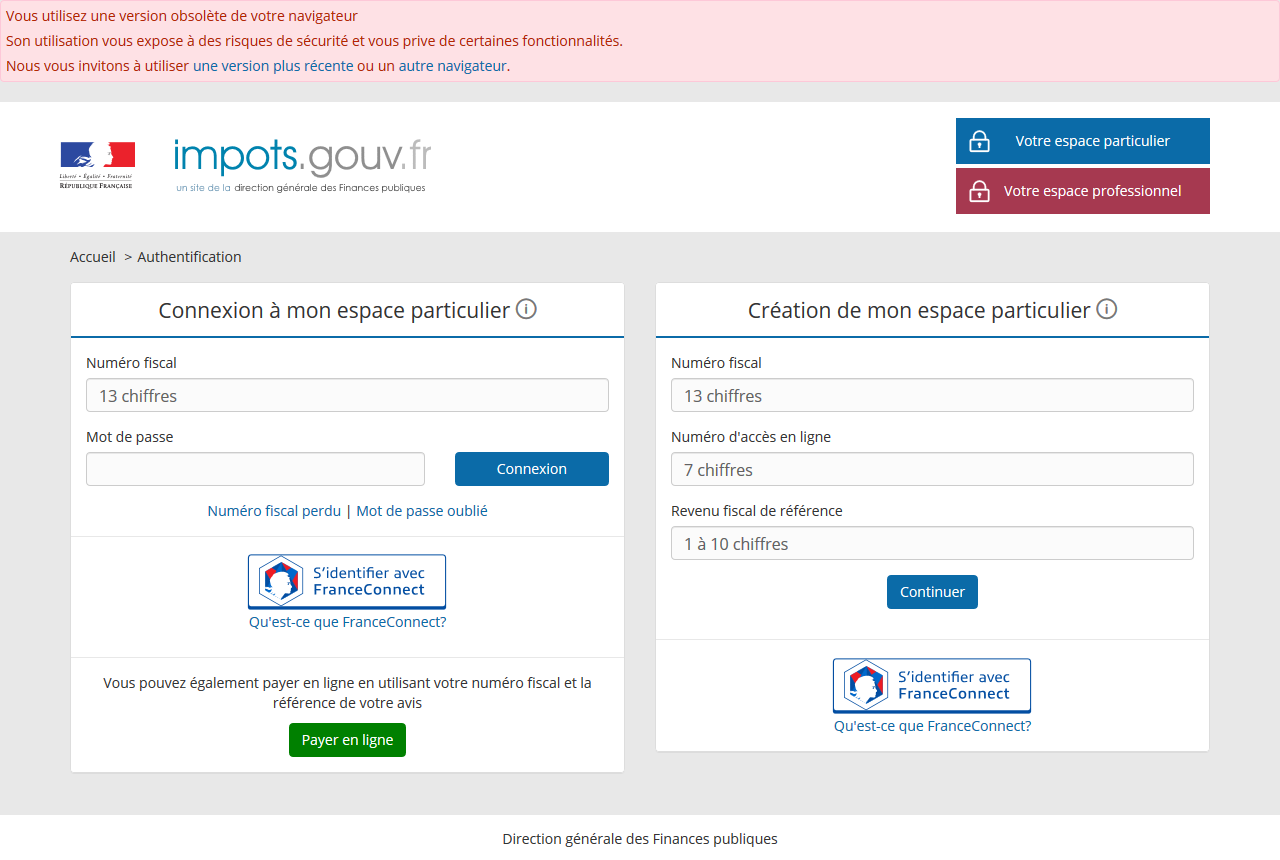 Vous utilisez une version obsolète de votre navigateur
Son utilisation vous expose à des risques de sécurité et vous prive de certaines fonctionnalités.
Nous vous invitons à utiliser une version plus récente ou un autre navigateur.
Liberté • Égalité • Fraternité
RÉPUBLIQUE FRANÇAISE
impots.gouv.fr
un site de la direction générale des Finances publiques
Votre espace particulier
Votre espace professionnel
Accueil > Authentification
Connexion à mon espace particulier
Numéro fiscal
13 chiffres
Mot de passe
Connexion
Numéro fiscal perdu | Mot de passe oublié
S'identifier avec
FranceConnect
Qu'est-ce que FranceConnect?
Vous pouvez également payer en ligne en utilisant votre numéro fiscal et la
référence de votre avis
Payer en ligne
Création de mon espace particulier
Numéro fiscal
13 chiffres
Numéro d'accès en ligne
7 chiffres
Revenu fiscal de référence
1 à 10 chiffres
Continuer
S'identifier avec
FranceConnect
Qu'est-ce que FranceConnect?
Direction générale des Finances publiques